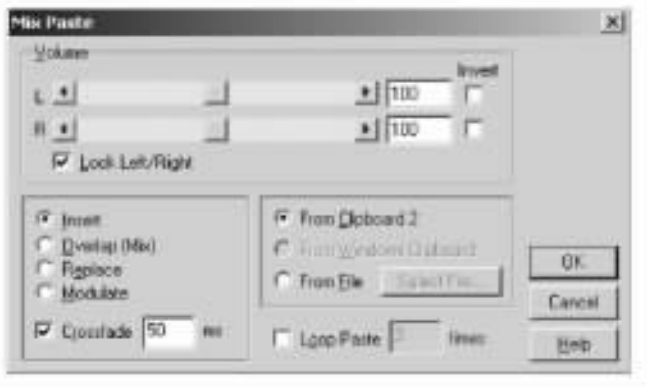 Mix Paste
Volume
Invert
L 100
R 100
Lock Left/Right
Insert
Overlap (Mix)
Replace
Modulate
Crossfade 50 ms
From Clipboard 2
From Windows Clipboard
From File Select File...
Loop Paste times
OK
Cancel
Help